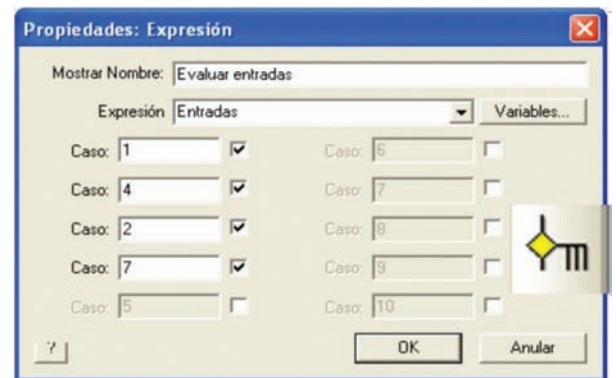 Propiedades: Expresión
Mostrar Nombre: Evaluar entradas
Expresión Entradas Variables...
Caso: 1 Caso: 6
Caso: 4 Caso: 7
Caso: 2 Caso: 8
Caso: 7 Caso: 9
Caso: 5 Caso: 10
? OK Anular